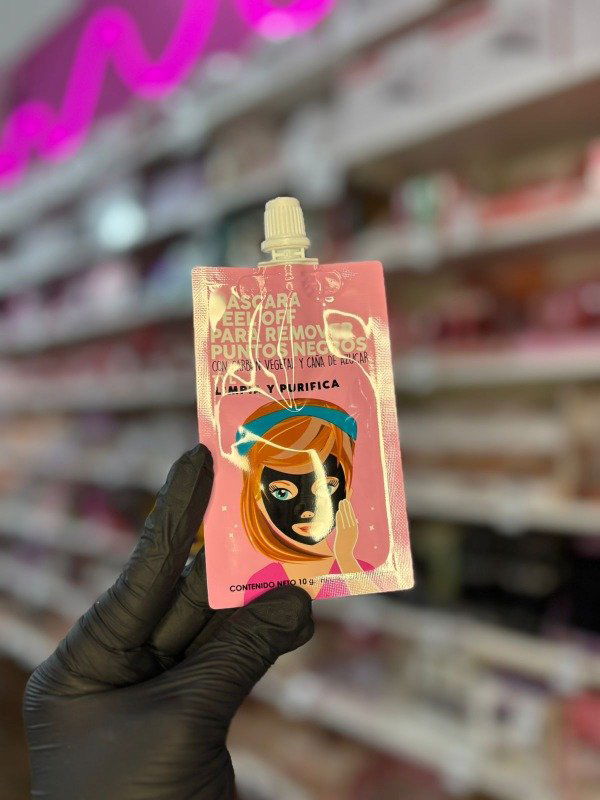 MASCARA
PEEL OFF
PARA REMOVER
PUNTOS NEGROS
CON CARBÓN VEGETAL Y CAÑA DE AZÚCAR
LIMPIA Y PURIFICA
CONTENIDO NETO 10 g.